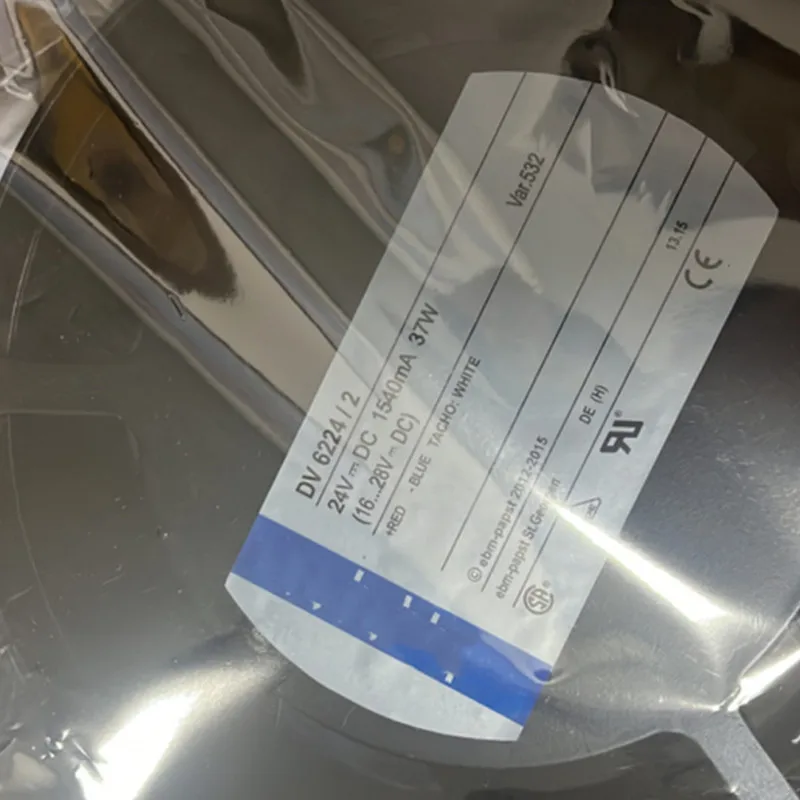 DV 6224 / 2
Var.532
24V⎓DC 1540mA 37W
(16...28V⎓DC)
+RED -BLUE TACHO: WHITE
© ebm-papst 2012-2015
ebm-papst St.Georgen
DE (H)
13.15
CE